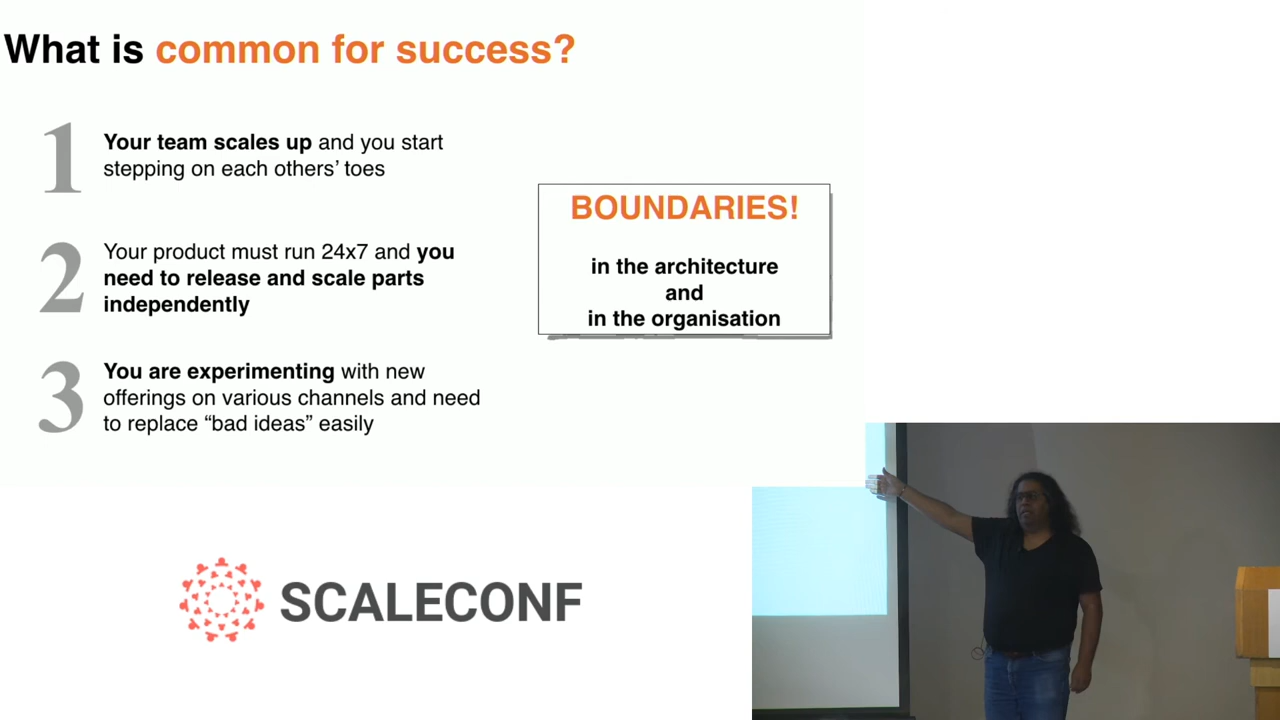 What is common for success?
1
Your team scales up and you start
stepping on each others’ toes
2
Your product must run 24x7 and you
need to release and scale parts
independently
3
You are experimenting with new
offerings on various channels and need
to replace “bad ideas” easily
BOUNDARIES!
in the architecture
and
in the organisation
SCALECONF